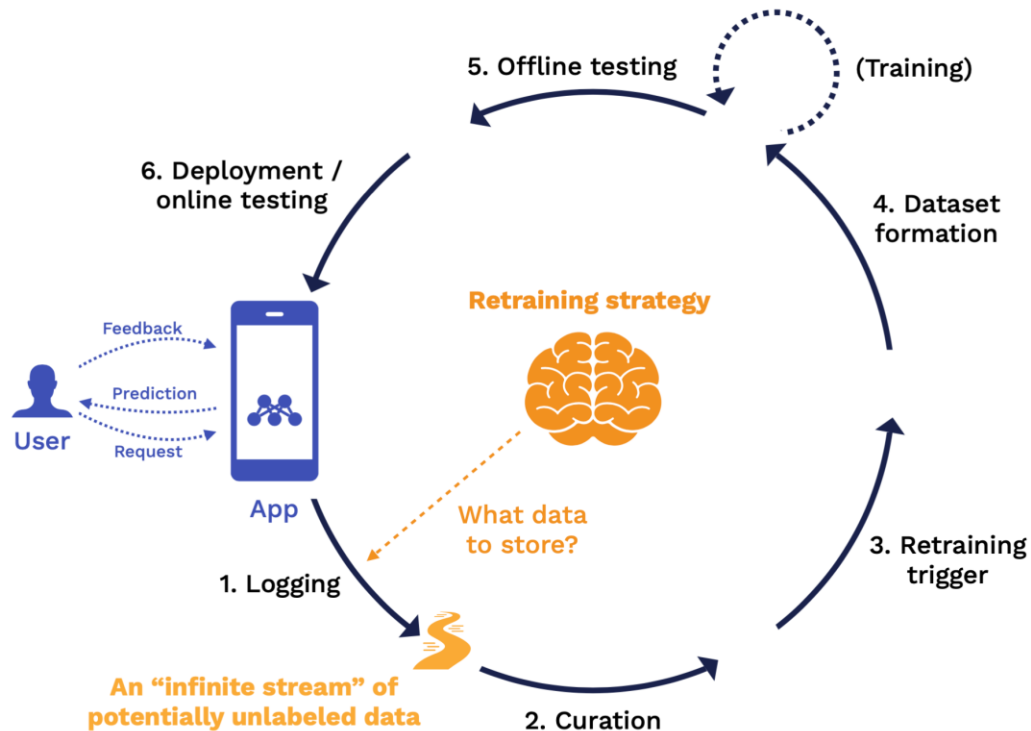 5. Offline testing
(Training)
6. Deployment /
online testing
4. Dataset
formation
Retraining strategy
Feedback
Prediction
Request
User
App
What data
to store?
3. Retraining
trigger
1. Logging
An “infinite stream” of
potentially unlabeled data
2. Curation